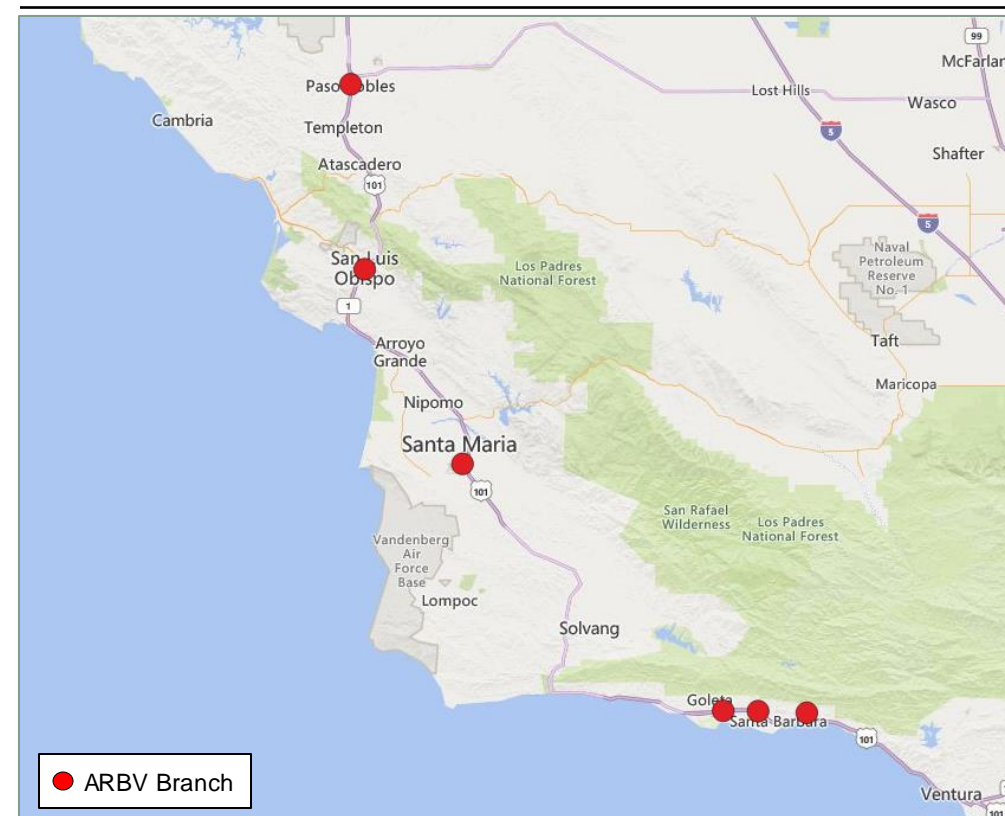 99
McFarlar
Paso Robles
Lost Hills
Wasco
Cambria
Templeton
5
Shafter
Atascadero
101
5
Naval
Petroleum
Reserve
No. 1
San Luis
Obispo
Los Padres
National Forest
1
Taft
Arroyo
Grande
Maricopa
Nipomo
Santa Maria
101
San Rafael
Wilderness
Los Padres
National Forest
Vandenberg
Air
Force
Base
Lompoc
Solvang
Goleta
Santa Barbara
101
ARBV Branch
Ventura
101